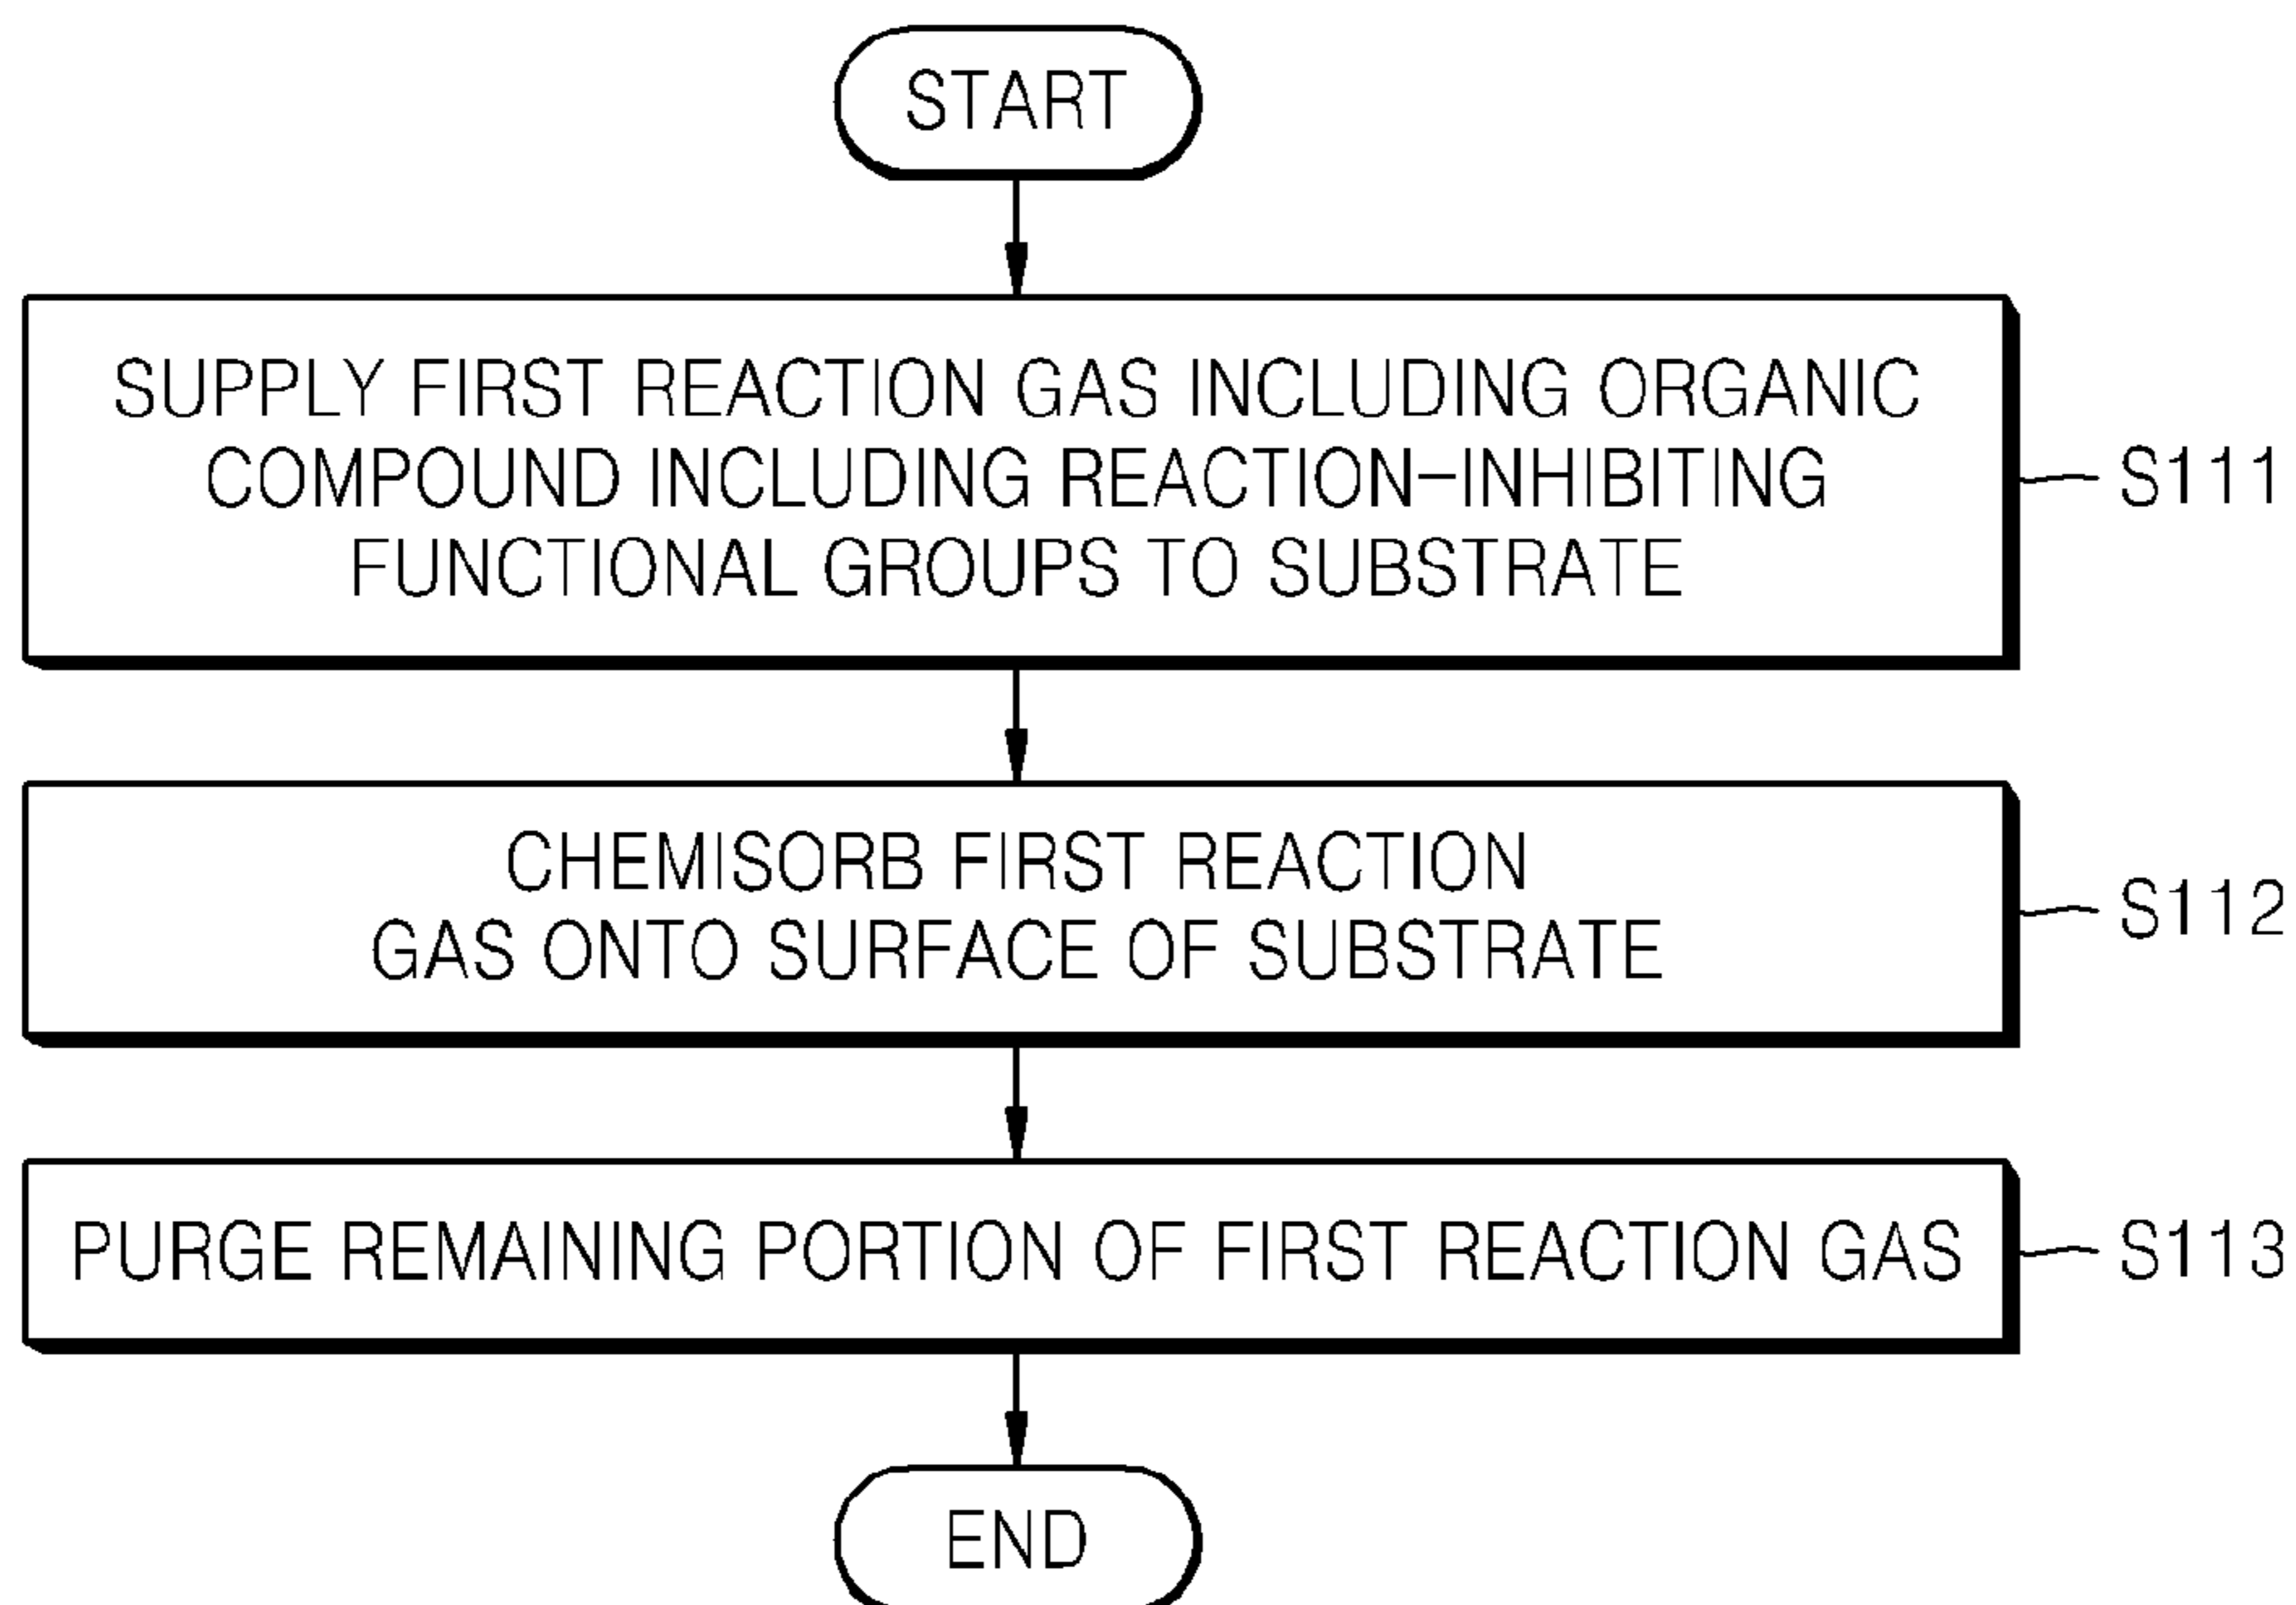 START
SUPPLY FIRST REACTION GAS INCLUDING ORGANIC
COMPOUND INCLUDING REACTION-INHIBITING
FUNCTIONAL GROUPS TO SUBSTRATE
S111
CHEMISORB FIRST REACTION
GAS ONTO SURFACE OF SUBSTRATE
S112
PURGE REMAINING PORTION OF FIRST REACTION GAS
S113
END